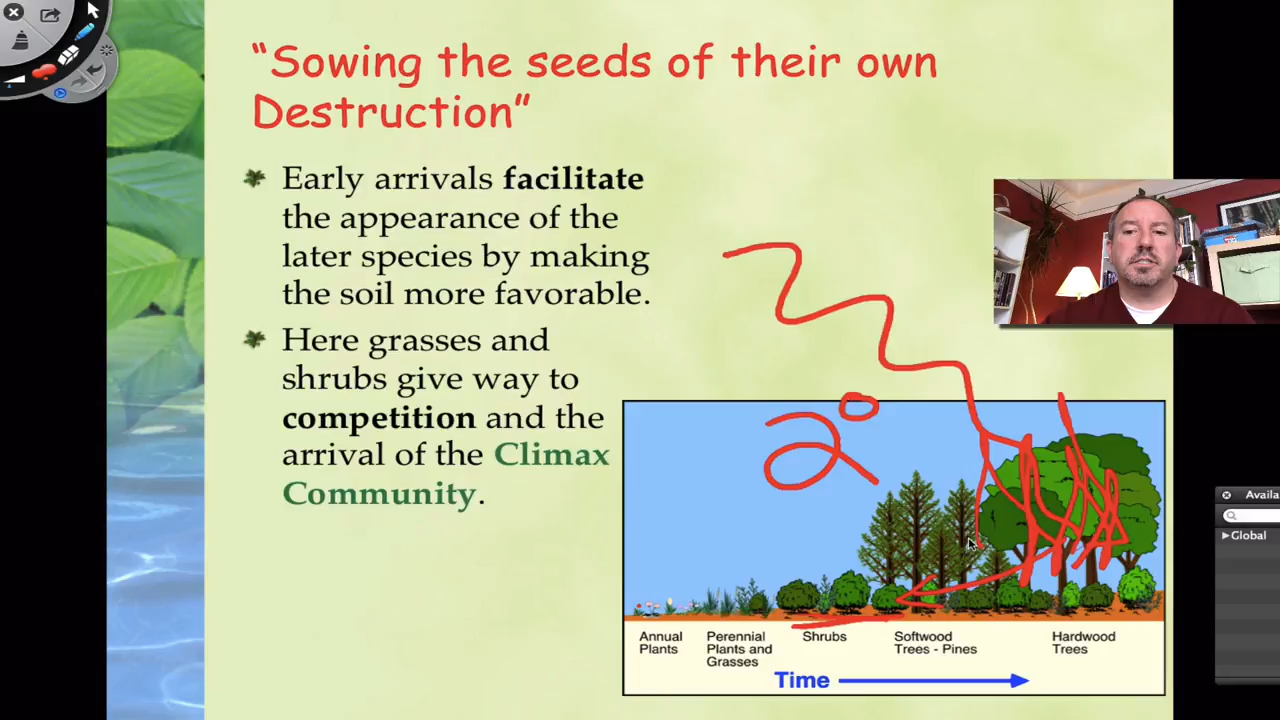 “Sowing the seeds of their own
Destruction”
Early arrivals facilitate
the appearance of the
later species by making
the soil more favorable.
Here grasses and
shrubs give way to
competition and the
arrival of the Climax
Community.
2°
Annual
Plants
Perennial
Plants and
Grasses
Shrubs
Softwood
Trees - Pines
Hardwood
Trees
Time
Availa
Global